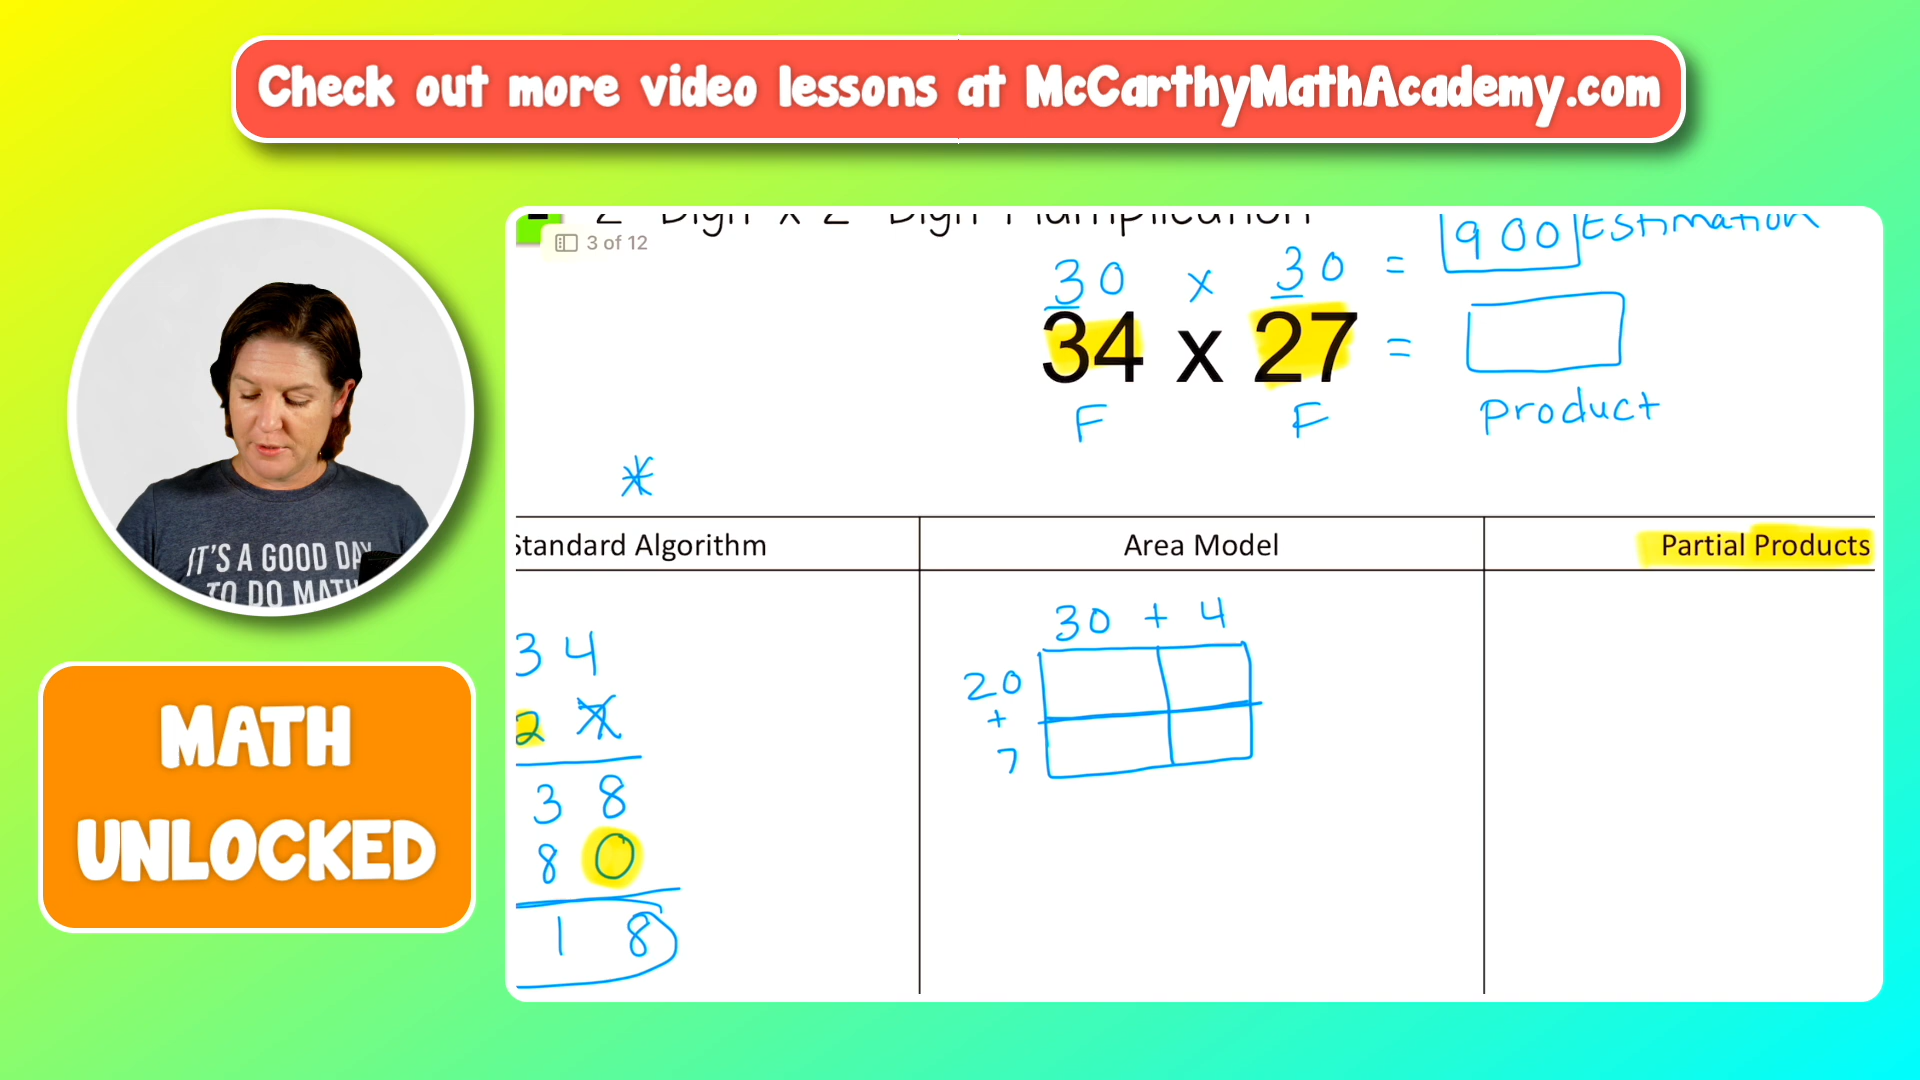 Check out more video lessons at McCarthyMathAcademy.com
3 of 12
900 Estimation
30 x 30 =
34 x 27 =
F F
product
*
Standard Algorithm
Area Model
Partial Products
34
27
38
80
18
30 + 4
20
+
7
IT'S A GOOD DAY
TO DO MATH
MATH
UNLOCKED